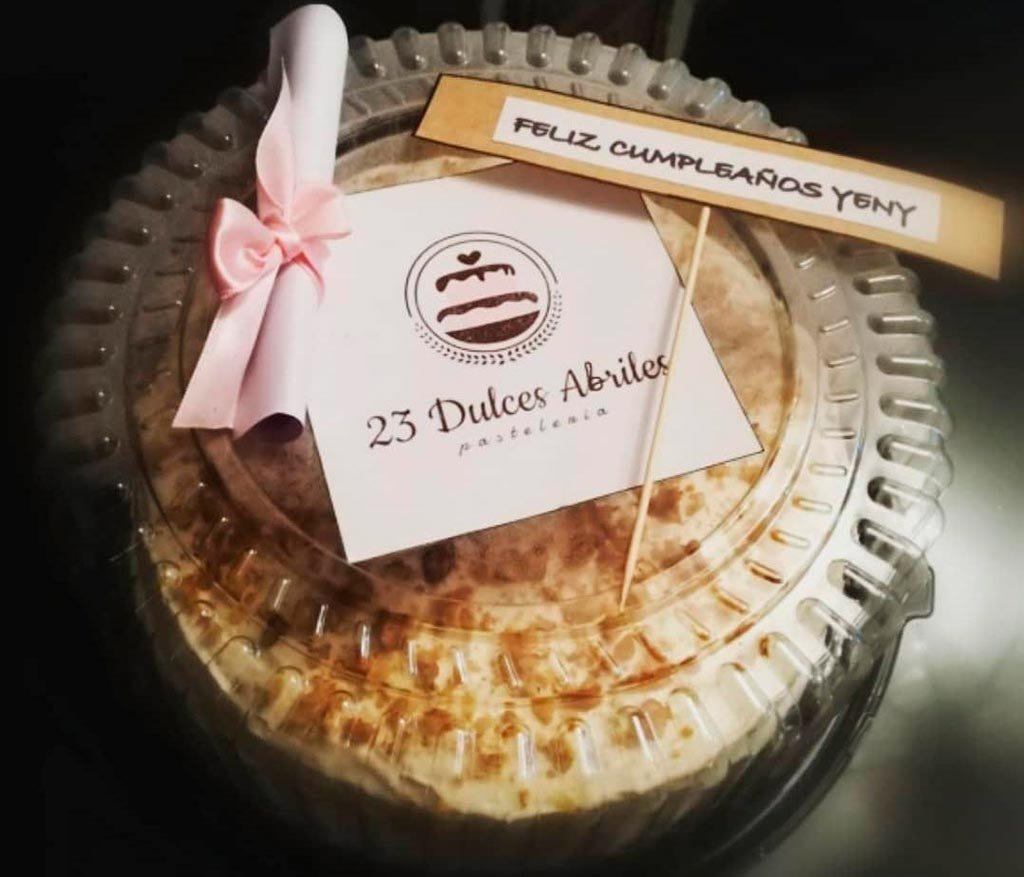 FELIZ CUMPLEAÑOS YENY
23 Dulces Abriles
pastelería